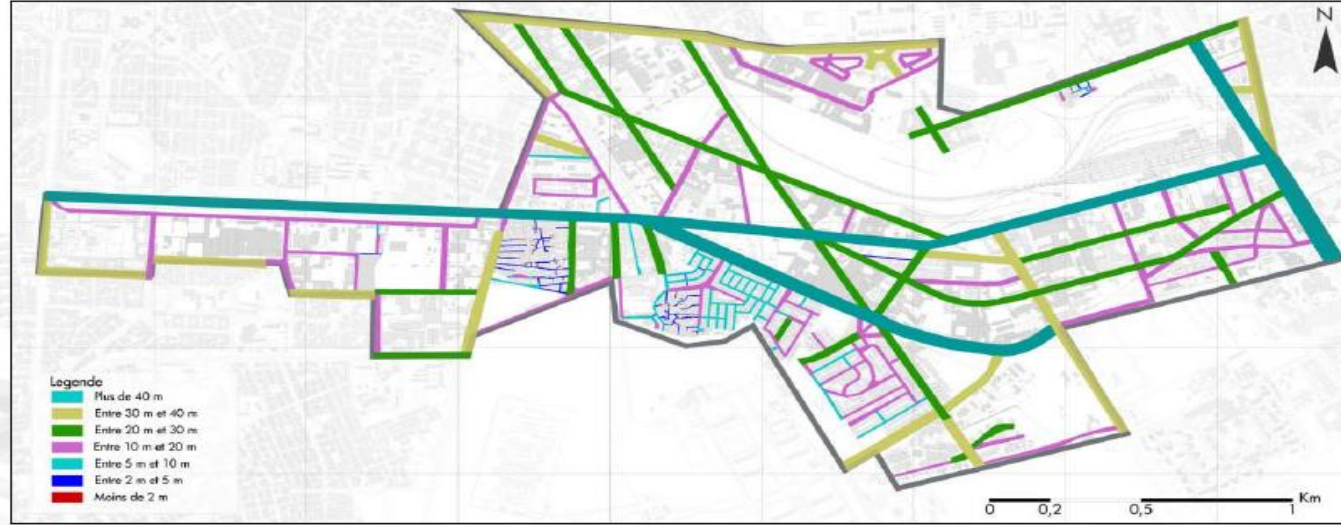 N
Legende
Plus de 40 m
Entre 30 m et 40 m
Entre 20 m et 30 m
Entre 10 m et 20 m
Entre 5 m et 10 m
Entre 2 m et 5 m
Moins de 2 m
Km
0 0,2 0,5 1